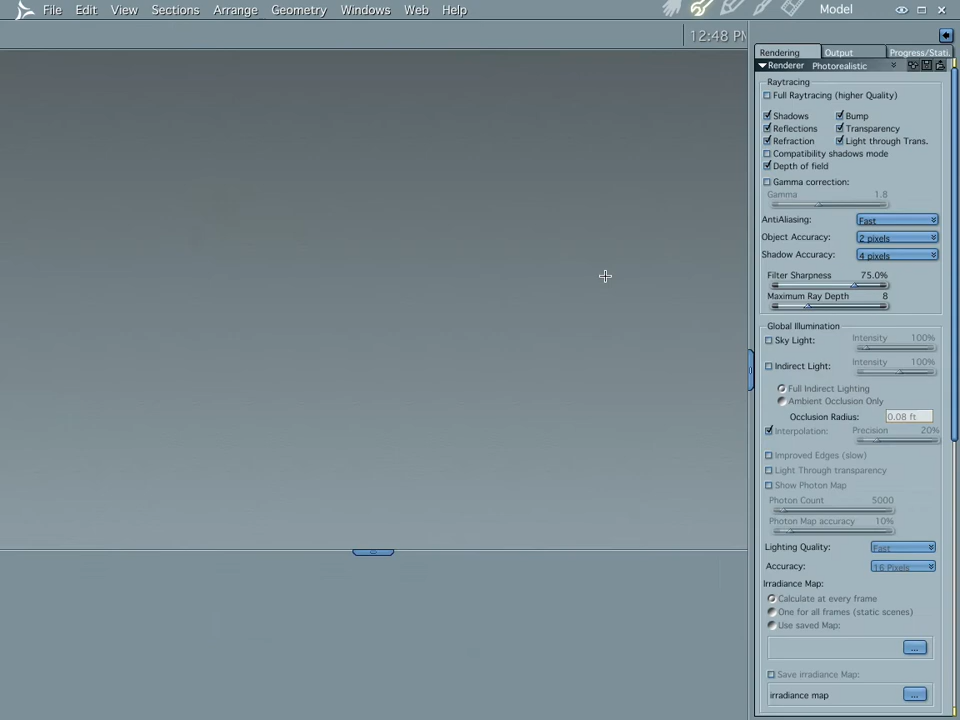 File Edit View Sections Arrange Geometry Windows Web Help Model
12:48 PM
Rendering Output Progress/Stati.
Renderer Photorealistic
Raytracing
Full Raytracing (higher Quality)
Shadows Bump
Reflections Transparency
Refraction Light through Trans.
Compatibility shadows mode
Depth of field
Gamma correction:
Gamma 1.8
AntiAliasing: Fast
Object Accuracy: 2 pixels
Shadow Accuracy: 4 pixels
Filter Sharpness 75.0%
Maximum Ray Depth 8
Global Illumination
Sky Light: Intensity 100%
Indirect Light: Intensity 100%
Full Indirect Lighting
Ambient Occlusion Only
Occlusion Radius: 0.08 ft
Interpolation: Precision 20%
Improved Edges (slow)
Light Through transparency
Show Photon Map
Photon Count 5000
Photon Map accuracy 10%
Lighting Quality: Fast
Accuracy: 16 Pixels
Irradiance Map:
Calculate at every frame
One for all frames (static scenes)
Use saved Map:
...
Save irradiance Map:
irradiance map ...